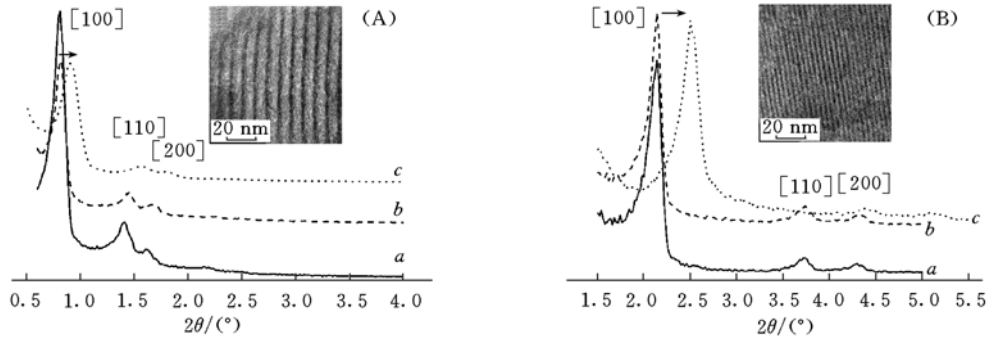 [100]
(A)
[110]
[200]
20 nm
c
b
a
0.5 1.0 1.5 2.0 2.5 3.0 3.5 4.0
2θ/(°)
[100]
(B)
20 nm
[110] [200]
c
b
a
1.5 2.0 2.5 3.0 3.5 4.0 4.5 5.0 5.5
2θ/(°)